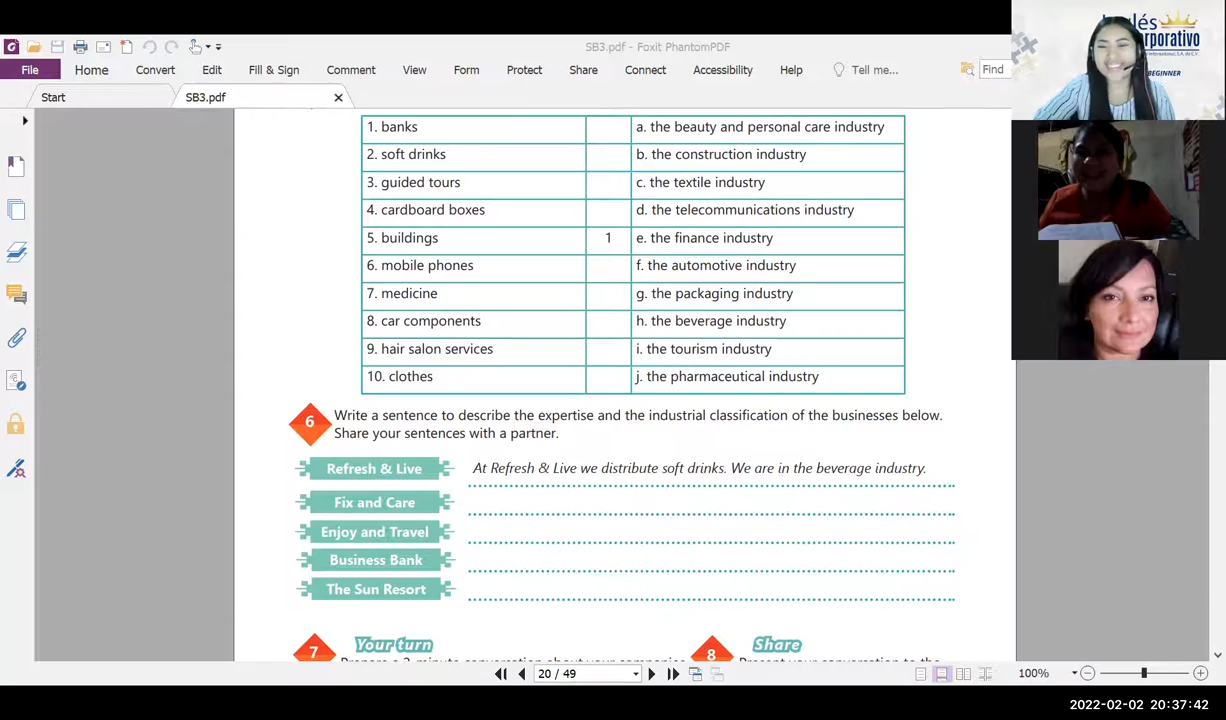 SB3.pdf - Foxit PhantomPDF
File Home Convert Edit Fill & Sign Comment View Form Protect Share Connect Accessibility Help Tell me... Find
Start SB3.pdf
1. banks a. the beauty and personal care industry
2. soft drinks b. the construction industry
3. guided tours c. the textile industry
4. cardboard boxes d. the telecommunications industry
5. buildings 1 e. the finance industry
6. mobile phones f. the automotive industry
7. medicine g. the packaging industry
8. car components h. the beverage industry
9. hair salon services i. the tourism industry
10. clothes j. the pharmaceutical industry
6 Write a sentence to describe the expertise and the industrial classification of the businesses below.
Share your sentences with a partner.
Refresh & Live At Refresh & Live we distribute soft drinks. We are in the beverage industry.
Fix and Care
Enjoy and Travel
Business Bank
The Sun Resort
7 Your turn 8 Share
20 / 49 100%
BEGINNER
2022-02-02 20:37:42